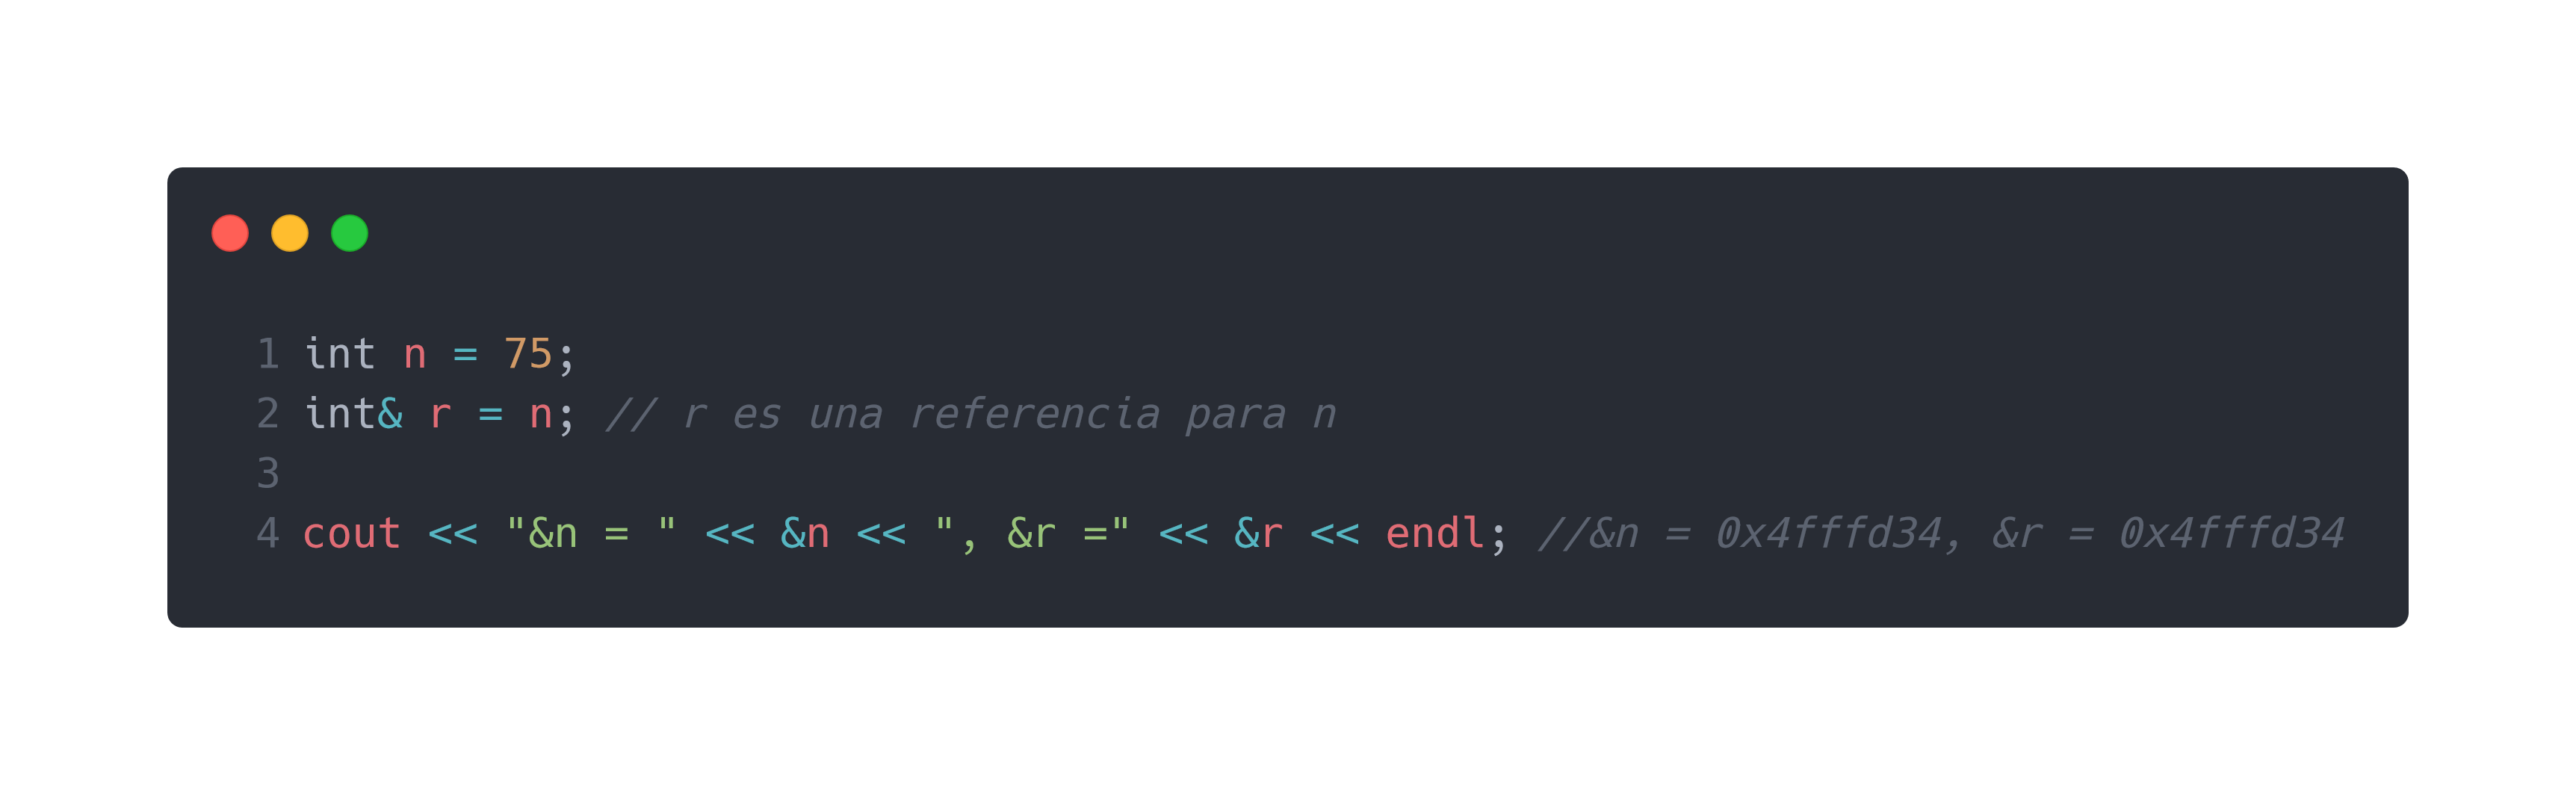 1 int n = 75;
2 int& r = n; // r es una referencia para n
3
4 cout << "&n = " << &n << ", &r =" << &r << endl; //&n = 0x4fffd34, &r = 0x4fffd34